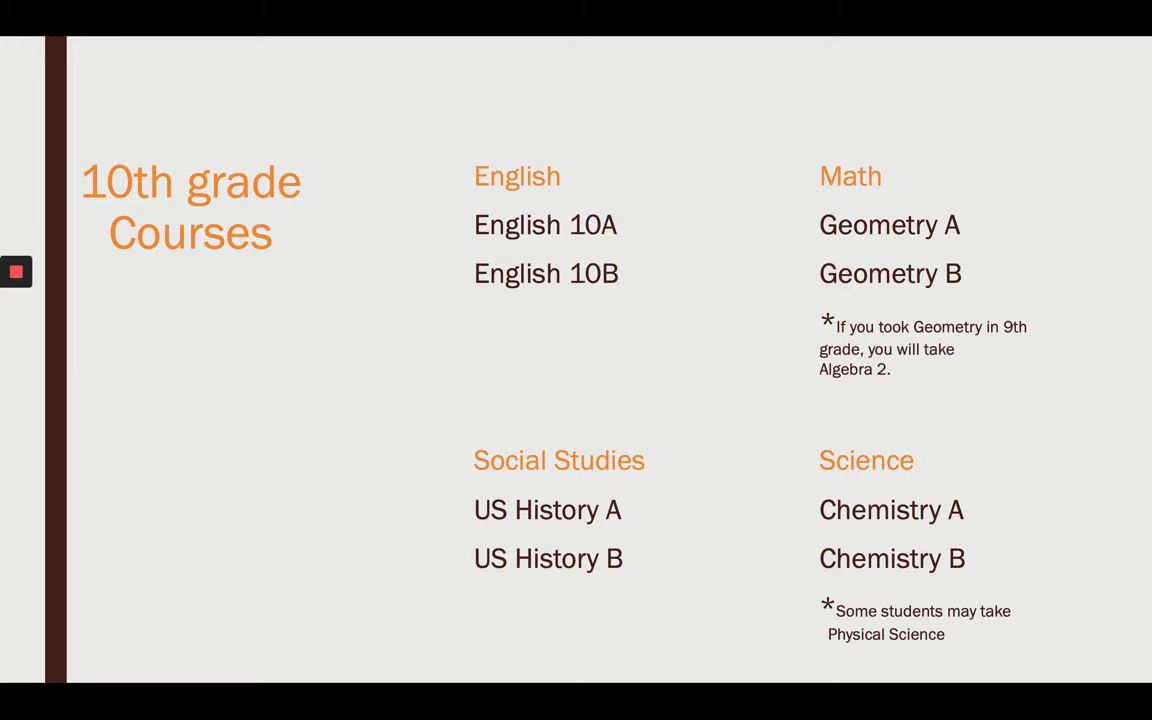 10th grade
Courses
English
English 10A
English 10B
Math
Geometry A
Geometry B
*If you took Geometry in 9th
grade, you will take
Algebra 2.
Social Studies
US History A
US History B
Science
Chemistry A
Chemistry B
*Some students may take
Physical Science